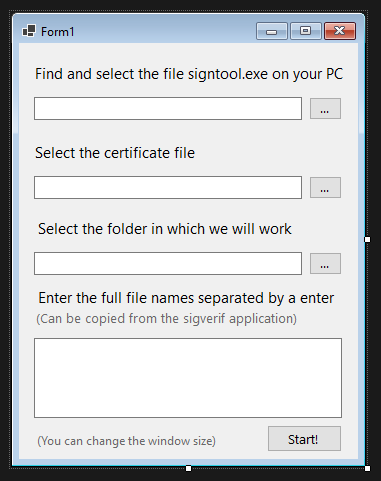 Form1
Find and select the file signtool.exe on your PC
...
Select the certificate file
...
Select the folder in which we will work
...
Enter the full file names separated by a enter
(Can be copied from the sigverif application)
(You can change the window size)
Start!